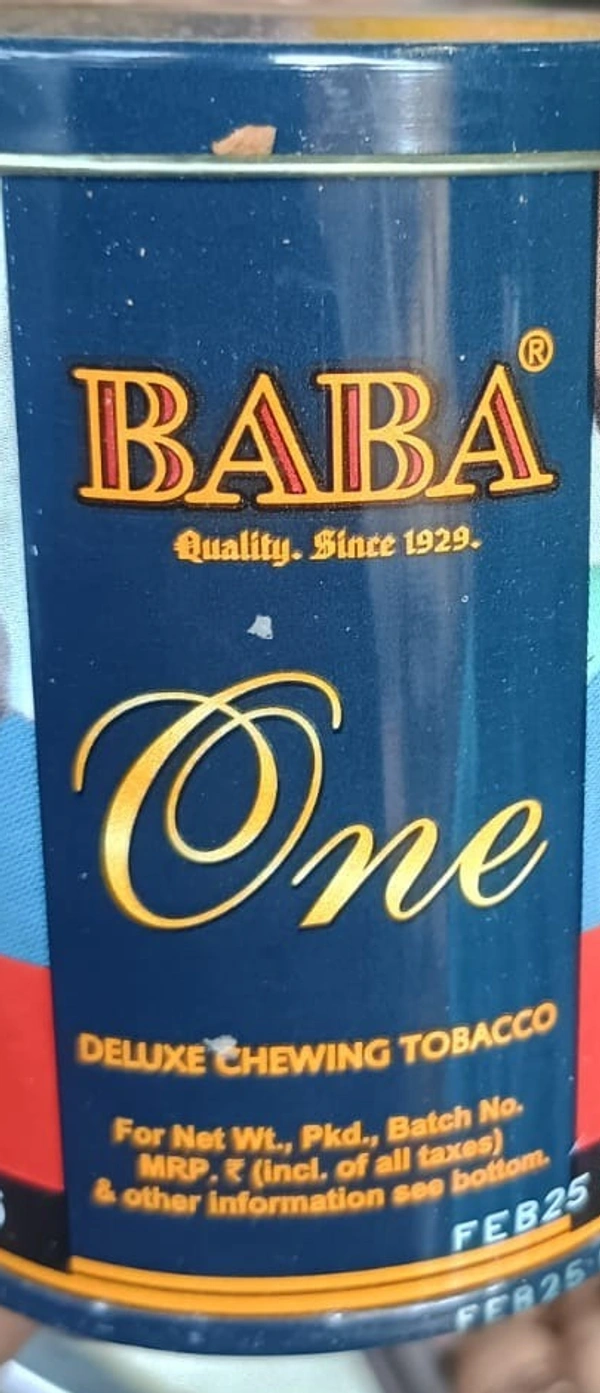 BABA®
Quality. Since 1929.
One
DELUXE CHEWING TOBACCO
For Net Wt., Pkd., Batch No.
MRP. ₹ (incl. of all taxes)
& other information see bottom.
FEB25
FEB25